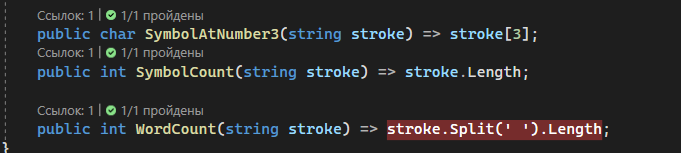 Ссылок: 1 | 1/1 пройдены
public char SymbolAtNumber3(string stroke) => stroke[3];
Ссылок: 1 | 1/1 пройдены
public int SymbolCount(string stroke) => stroke.Length;
Ссылок: 1 | 1/1 пройдены
public int WordCount(string stroke) => stroke.Split(' ').Length;
}